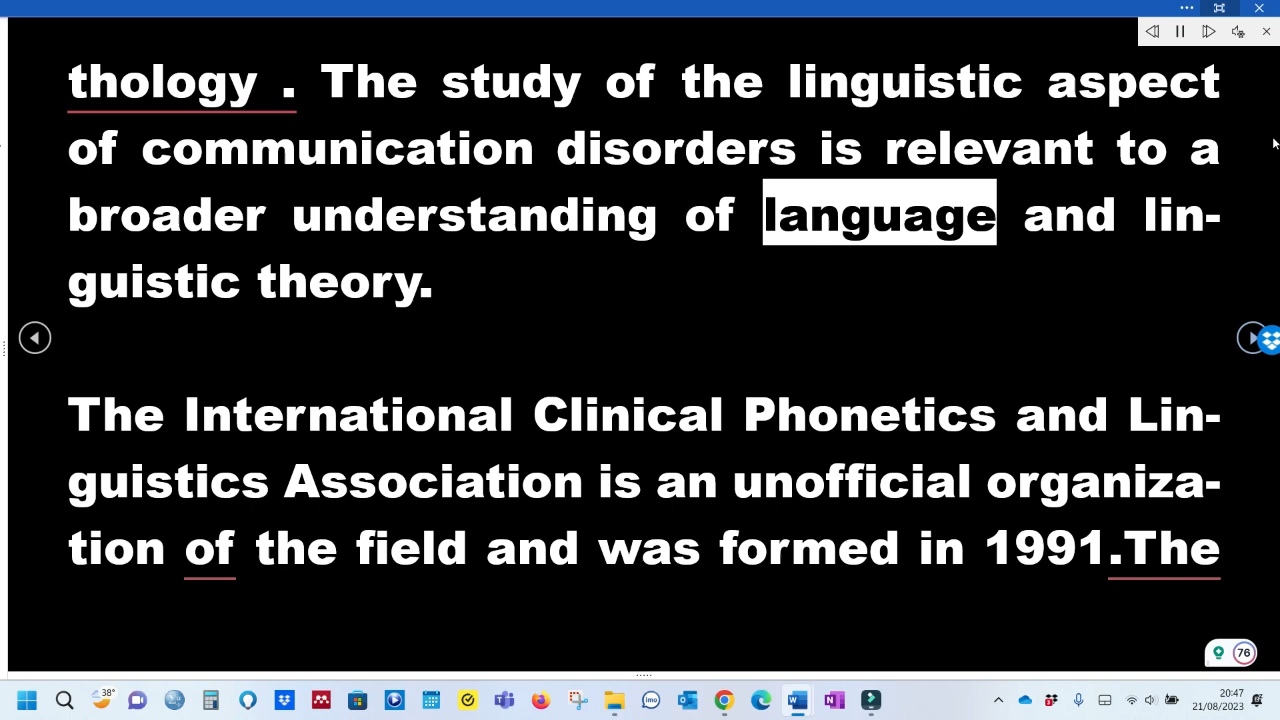 thology . The study of the linguistic aspect
of communication disorders is relevant to a
broader understanding of language and lin-
guistic theory.
The International Clinical Phonetics and Lin-
guistics Association is an unofficial organiza-
tion of the field and was formed in 1991.The
76
38°
imo
20:47
21/08/2023